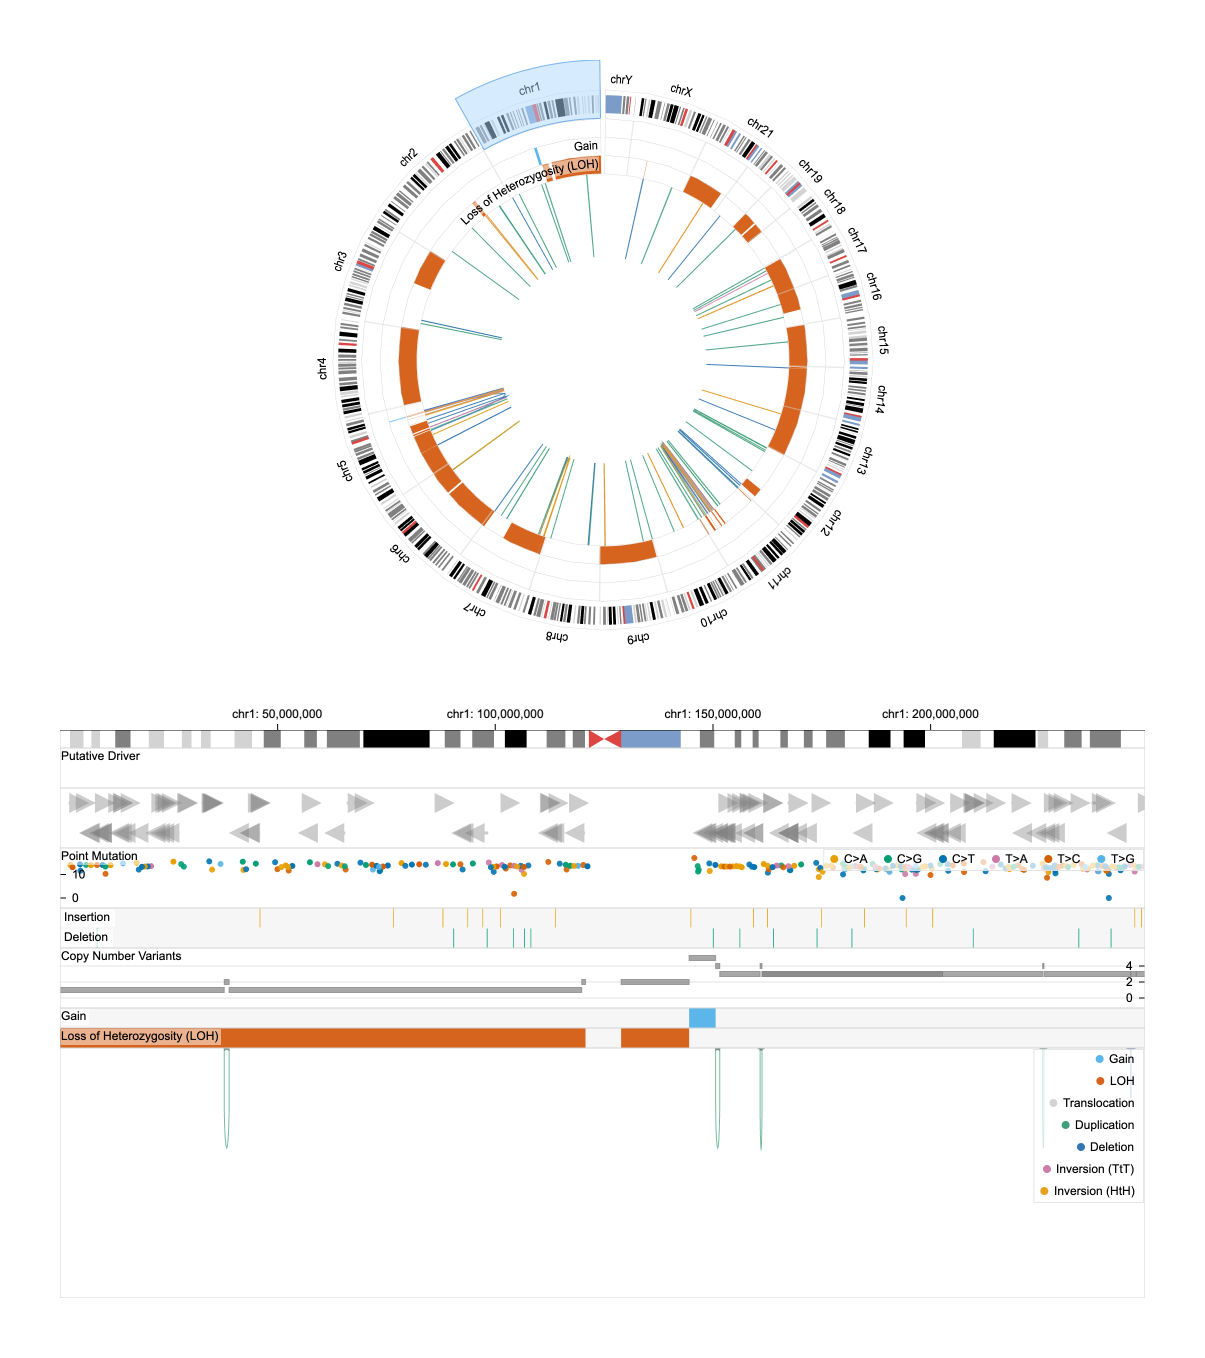 chrY
chrX
chr1
chr21
chr2
chr19
Gain
Loss of Heterozygosity (LOH)
chr18
chr17
chr3
chr16
chr15
chr4
chr14
chr13
chr5
chr12
chr6
chr11
chr7
chr10
chr8
chr9
chr1: 50,000,000
chr1: 100,000,000
chr1: 150,000,000
chr1: 200,000,000
Putative Driver
Point Mutation
C>A
C>G
C>T
T>A
T>C
T>G
10
0
Insertion
Deletion
Copy Number Variants
4
2
0
Gain
Loss of Heterozygosity (LOH)
Gain
LOH
Translocation
Duplication
Deletion
Inversion (TtT)
Inversion (HtH)